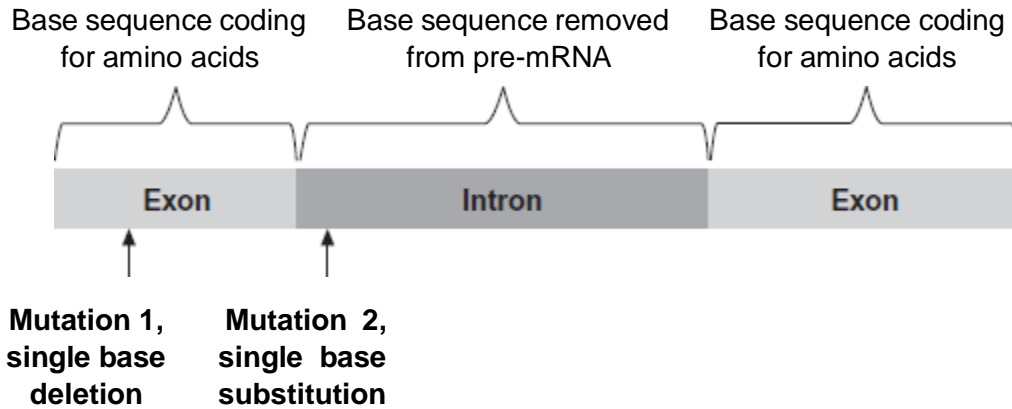 Base sequence coding
for amino acids
Base sequence removed
from pre-mRNA
Base sequence coding
for amino acids
Exon
Intron
Exon
Mutation 1,
single base
deletion
Mutation 2,
single base
substitution